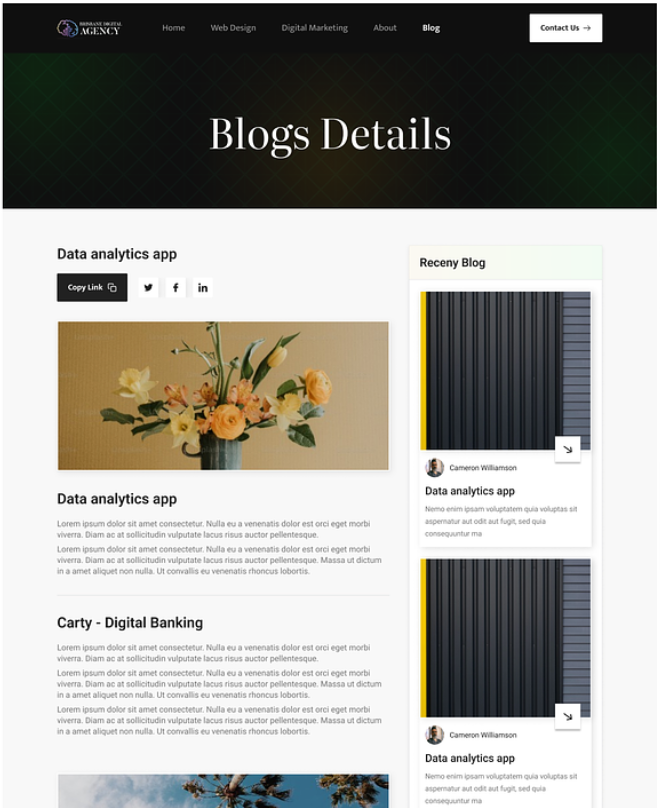 BRISBANE DIGITAL
AGENCY
Home
Web Design
Digital Marketing
About
Blog
Contact Us
Blogs Details
Data analytics app
Copy Link
Data analytics app
Lorem ipsum dolor sit amet consectetur. Nulla eu a venenatis dolor est orci eget morbi
viverra. Diam ac at sollicitudin vulputate lacus risus auctor pellentesque.
Lorem ipsum dolor sit amet consectetur. Nulla eu a venenatis dolor est orci eget morbi
viverra. Diam ac at sollicitudin vulputate lacus risus auctor pellentesque. Massa ut dictum
in a amet aliquet non nulla. Ut convallis eu venenatis rhoncus lobortis.
Carty - Digital Banking
Lorem ipsum dolor sit amet consectetur. Nulla eu a venenatis dolor est orci eget morbi
viverra. Diam ac at sollicitudin vulputate lacus risus auctor pellentesque.
Lorem ipsum dolor sit amet consectetur. Nulla eu a venenatis dolor est orci eget morbi
viverra. Diam ac at sollicitudin vulputate lacus risus auctor pellentesque. Massa ut dictum
in a amet aliquet non nulla. Ut convallis eu venenatis rhoncus lobortis.
Lorem ipsum dolor sit amet consectetur. Nulla eu a venenatis dolor est orci eget morbi
viverra. Diam ac at sollicitudin vulputate lacus risus auctor pellentesque. Massa ut dictum
in a amet aliquet non nulla. Ut convallis eu venenatis rhoncus lobortis.
Receny Blog
Cameron Williamson
Data analytics app
Nemo enim ipsam voluptatem quia voluptas sit
aspernatur aut odit aut fugit, sed quia
consequuntur ma
Cameron Williamson
Data analytics app
Nemo enim ipsam voluptatem quia voluptas sit
aspernatur aut odit aut fugit, sed quia
consequuntur ma